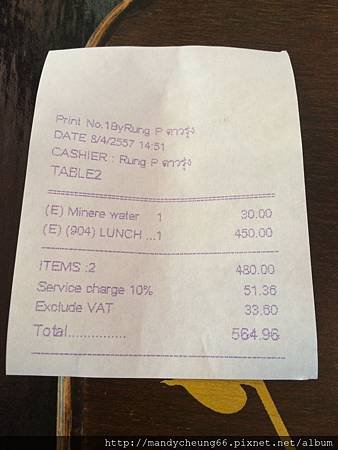 Print No.1ByRung P ดาวรุ่ง
DATE 8/4/2557 14:51
CASHIER : Rung P ดาวรุ่ง
TABLE2
(E) Minere water 1 30.00
(E) (904) LUNCH ...1 450.00
ITEMS :2 480.00
Service charge 10% 51.36
Exclude VAT 33.60
Total............... 564.96
http://mandycheung66.pixnet.net/album